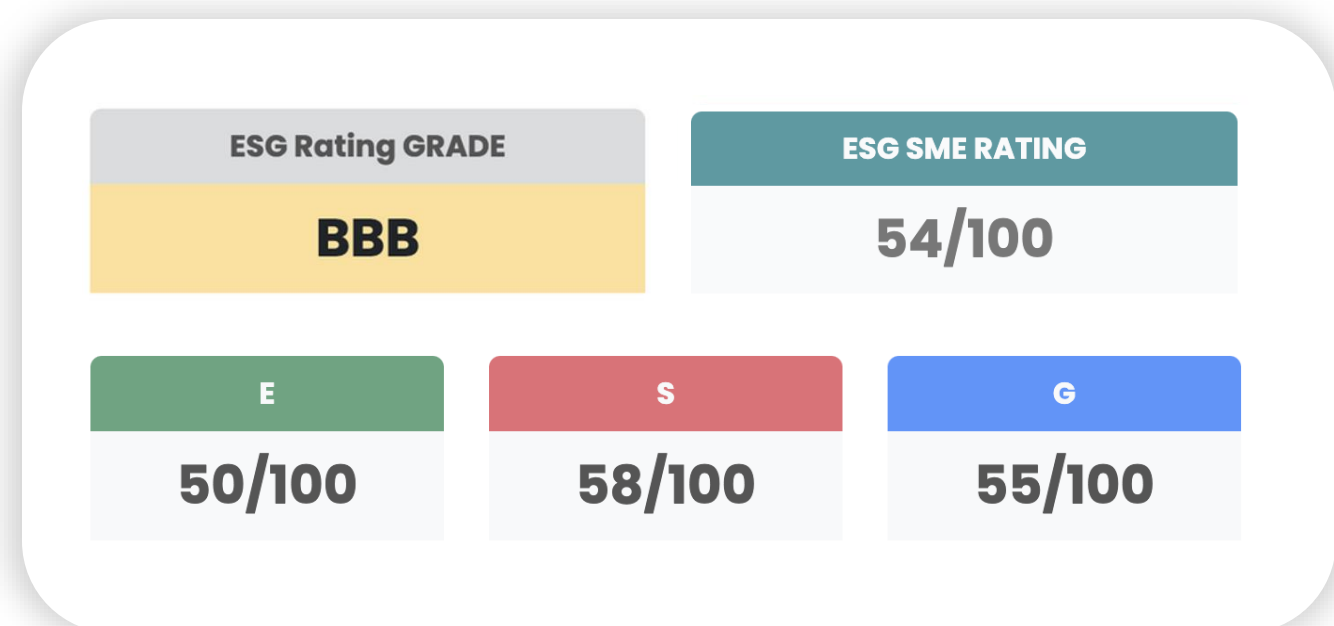 ESG Rating GRADE
BBB
ESG SME RATING
54/100
E
50/100
S
58/100
G
55/100